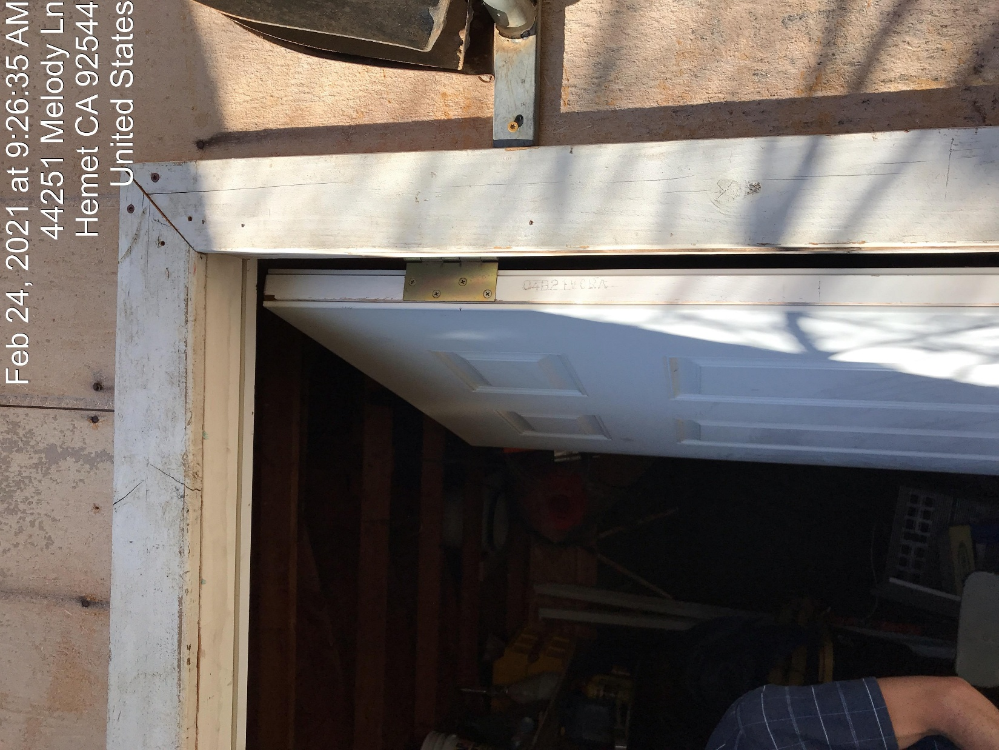 Feb 24, 2021 at 9:26:35 AM
44251 Melody Ln
Hemet CA 92544
United States